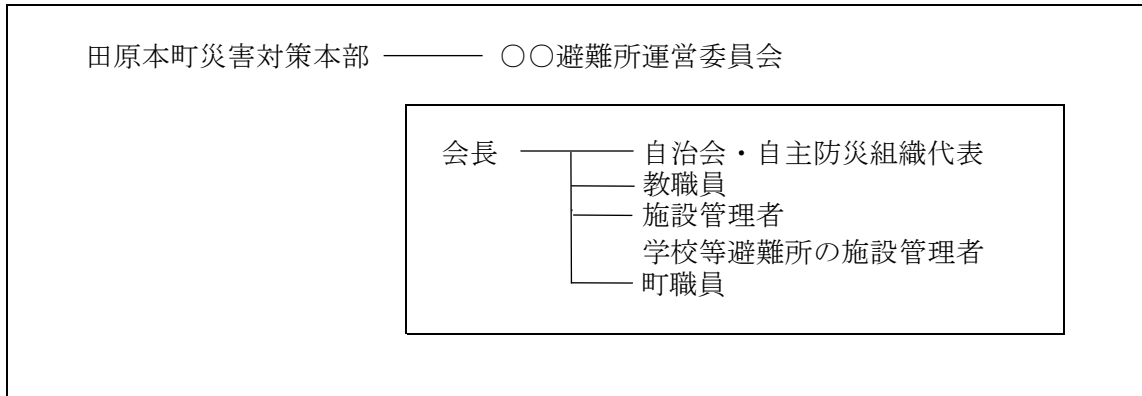 田原本町災害対策本部 ――― 〇〇避難所運営委員会
会長 自治会・自主防災組織代表
教職員
施設管理者
学校等避難所の施設管理者
町職員